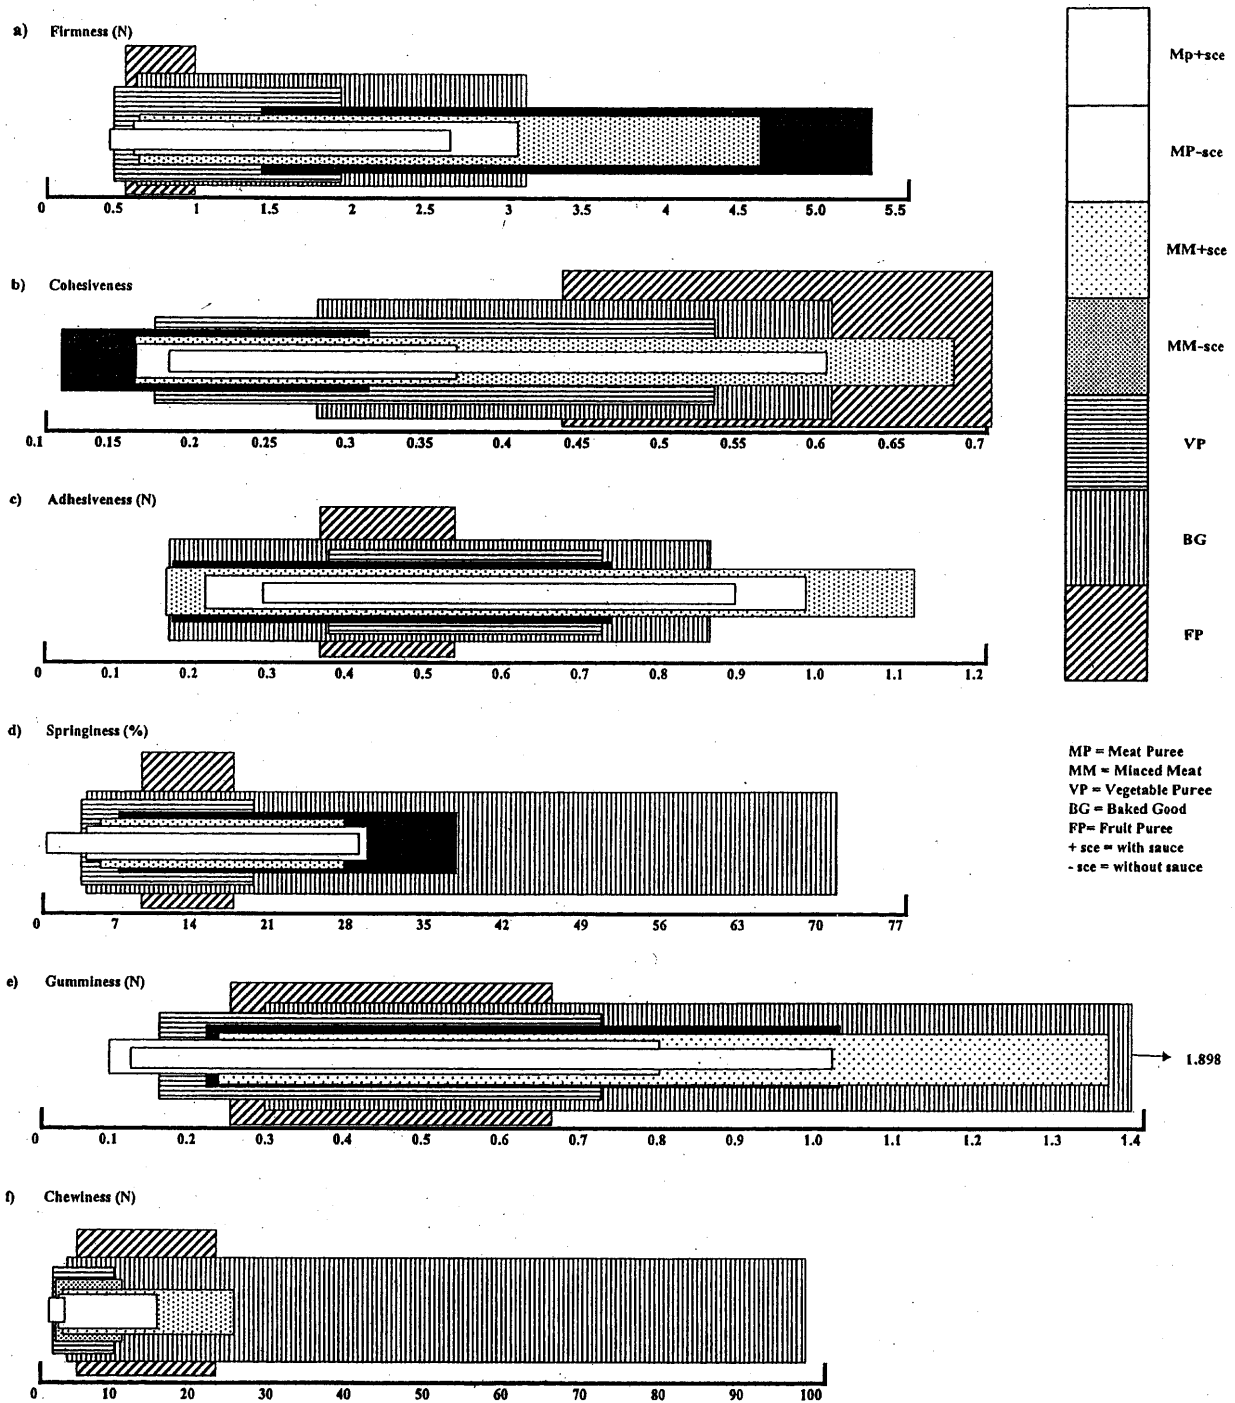 a) Firmness (N)
0 0.5 1 1.5 2 2.5 3 3.5 4 4.5 5.0 5.5
b) Cohesiveness
0.1 0.15 0.2 0.25 0.3 0.35 0.4 0.45 0.5 0.55 0.6 0.65 0.7
c) Adhesiveness (N)
0 0.1 0.2 0.3 0.4 0.5 0.6 0.7 0.8 0.9 1.0 1.1 1.2
d) Springiness (%)
0 7 14 21 28 35 42 49 56 63 70 77
e) Gumminess (N)
1.898
0 0.1 0.2 0.3 0.4 0.5 0.6 0.7 0.8 0.9 1.0 1.1 1.2 1.3 1.4
f) Chewiness (N)
0 10 20 30 40 50 60 70 80 90 100
Mp+sce
MP-sce
MM+sce
MM-sce
VP
BG
FP
MP = Meat Puree
MM = Minced Meat
VP = Vegetable Puree
BG = Baked Good
FP= Fruit Puree
+ sce = with sauce
- sce = without sauce